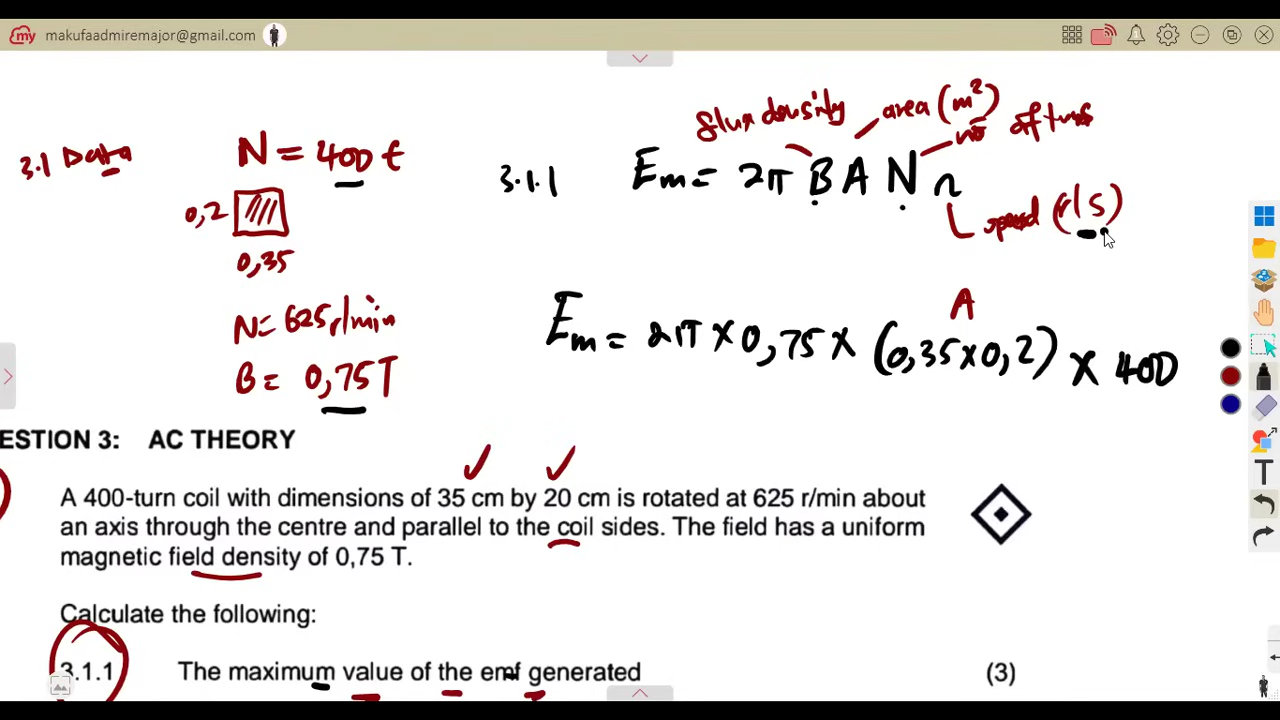 my makufaadmiremajor@gmail.com
flux density area (m²) no of turns
3.1 Data N = 400 t 3.1.1 Em = 2π B A N n
0,2 speed (r/s)
0,35
A
N = 625 r/min Em = 2π × 0,75 × (0,35×0,2) × 400
B = 0,75T
ESTION 3: AC THEORY
A 400-turn coil with dimensions of 35 cm by 20 cm is rotated at 625 r/min about
an axis through the centre and parallel to the coil sides. The field has a uniform
magnetic field density of 0,75 T.
Calculate the following:
3.1.1 The maximum value of the emf generated (3)